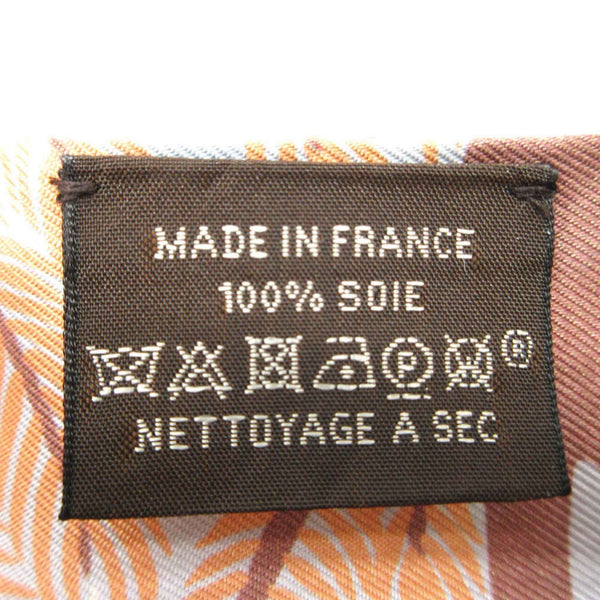 MADE IN FRANCE
100% SOIE
P W ®
NETTOYAGE A SEC